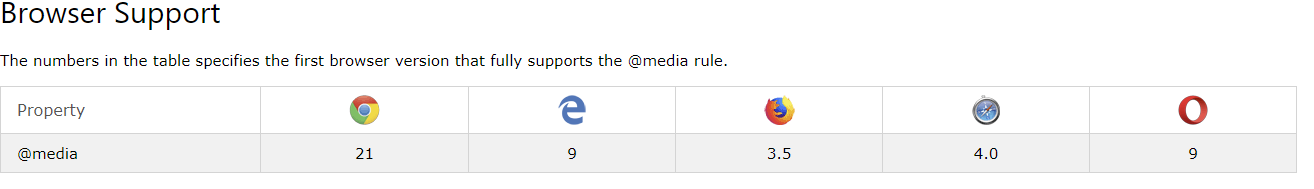 Browser Support
The numbers in the table specifies the first browser version that fully supports the @media rule.
Property
@media 21 9 3.5 4.0 9